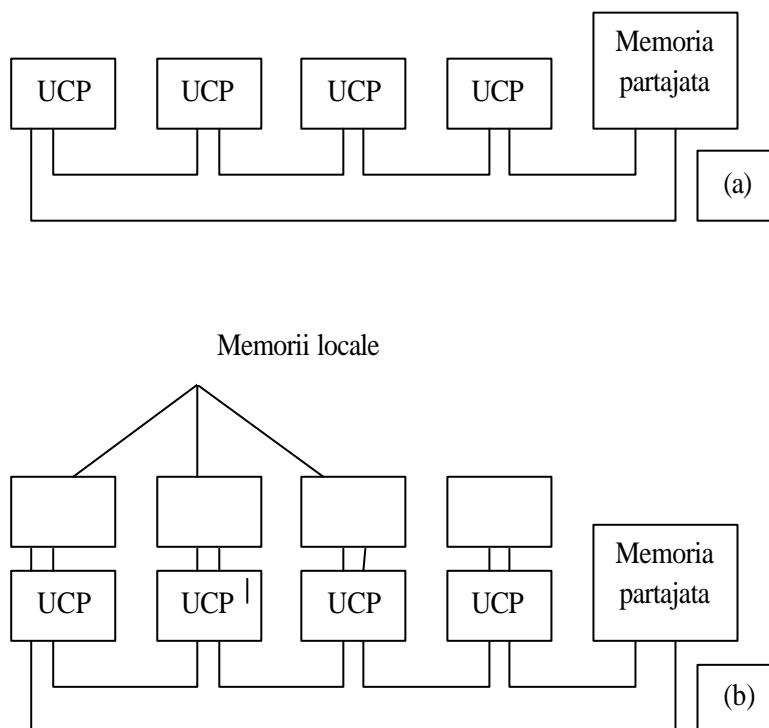 UCP
UCP
UCP
UCP
Memoria
partajata
(a)
Memorii locale
UCP
UCP
UCP
UCP
Memoria
partajata
(b)